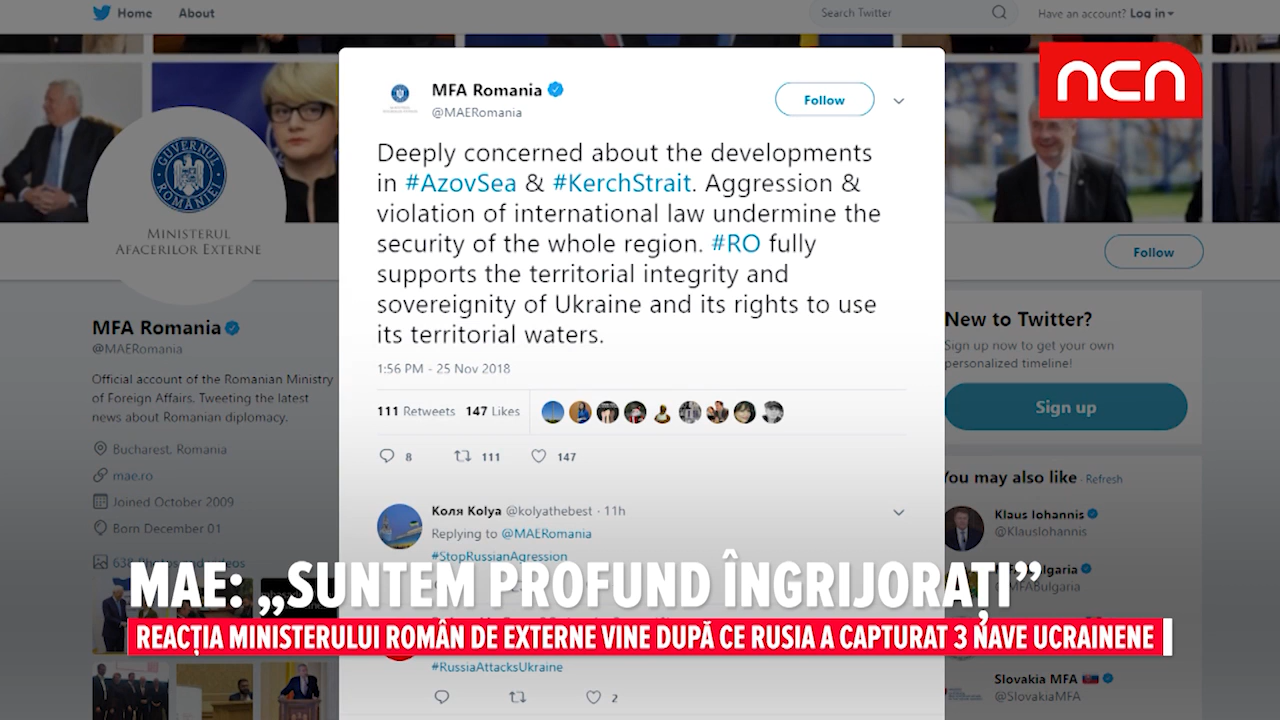 Home About
Search Twitter
Have an account? Log in
ncn
MFA Romania
@MAERomania
Follow
Deeply concerned about the developments
in #AzovSea & #KerchStrait. Aggression &
violation of international law undermine the
security of the whole region. #RO fully
supports the territorial integrity and
sovereignity of Ukraine and its rights to use
its territorial waters.
1:56 PM - 25 Nov 2018
111 Retweets 147 Likes
8 111 147
Коля Kolya @kolyathebest · 11h
Replying to @MAERomania
#StopRussianAgression
#RussiaAttacksUkraine
2
GUVERNUL ROMÂNIEI
MINISTERUL
AFACERILOR EXTERNE
MFA Romania
@MAERomania
Official account of the Romanian Ministry
of Foreign Affairs. Tweeting the latest
news about Romanian diplomacy.
Bucharest, Romania
mae.ro
Joined October 2009
Born December 01
638 Photos and videos
Follow
New to Twitter?
Sign up now to get your own
personalized timeline!
Sign up
You may also like · Refresh
Klaus Iohannis
@KlausIohannis
MFA Bulgaria
@MFABulgaria
Slovakia MFA
@SlovakiaMFA
MAE: „SUNTEM PROFUND ÎNGRIJORAȚI”
REACȚIA MINISTERULUI ROMÂN DE EXTERNE VINE DUPĂ CE RUSIA A CAPTURAT 3 NAVE UCRAINENE